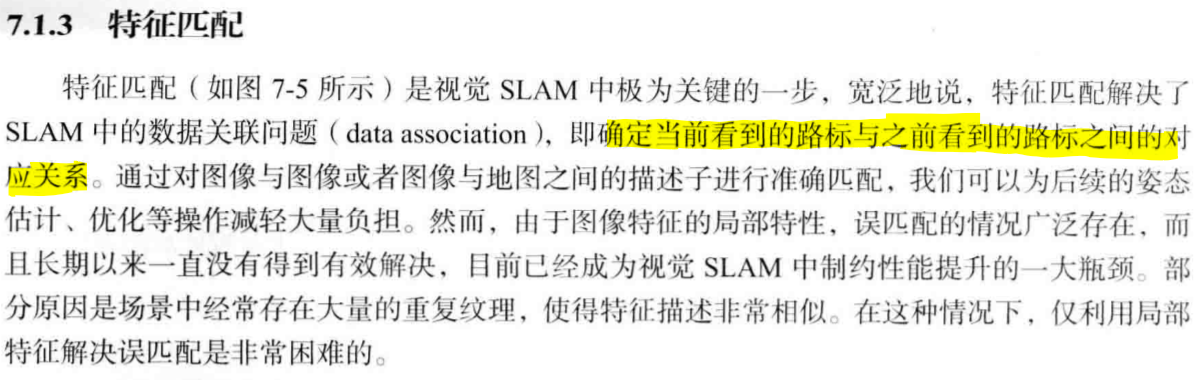 7.1.3 特征匹配
特征匹配（如图 7-5 所示）是视觉 SLAM 中极为关键的一步，宽泛地说，特征匹配解决了
SLAM 中的数据关联问题（data association），即确定当前看到的路标与之前看到的路标之间的对
应关系。通过对图像与图像或者图像与地图之间的描述子进行准确匹配，我们可以为后续的姿态
估计、优化等操作减轻大量负担。然而，由于图像特征的局部特性，误匹配的情况广泛存在，而
且长期以来一直没有得到有效解决，目前已经成为视觉 SLAM 中制约性能提升的一大瓶颈。部
分原因是场景中经常存在大量的重复纹理，使得特征描述非常相似。在这种情况下，仅利用局部
特征解决误匹配是非常困难的。